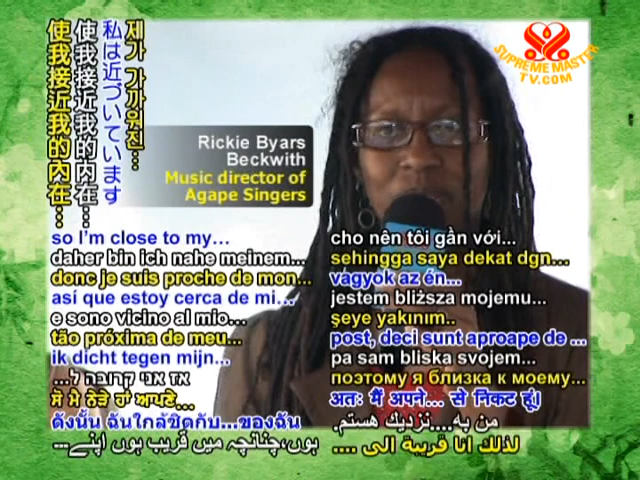 SUPREME MASTER
TV.COM
제가 가까워진...
私は近づいています
使我接近我的內在...
使我接近我的内在...
Rickie Byars
Beckwith
Music director of
Agape Singers
so I'm close to my...
daher bin ich nahe meinem...
donc je suis proche de mon...
así que estoy cerca de mi...
e sono vicino al mio...
tão próxima de meu...
ik dicht tegen mijn...
אז אני קרובה ל...
ਸੋ ਮੈਂ ਨੇੜੇ ਹਾਂ ਆਪਣੇ...
ดังนั้น ฉันใกล้ชิดกับ...ของฉัน
ہوں،چنانچہ میں قریب ہوں اپنے...
cho nên tôi gần với...
sehingga saya dekat dgn...
vagyok az én...
jestem bliższa mojemu...
şeye yakınım..
post, deci sunt aproape de ...
pa sam bliska svojem...
поэтому я близка к моему...
अतः मैं अपने... से निकट हूं।
من به....نزدیك هستم.
لذلك انا قريبة الى ....